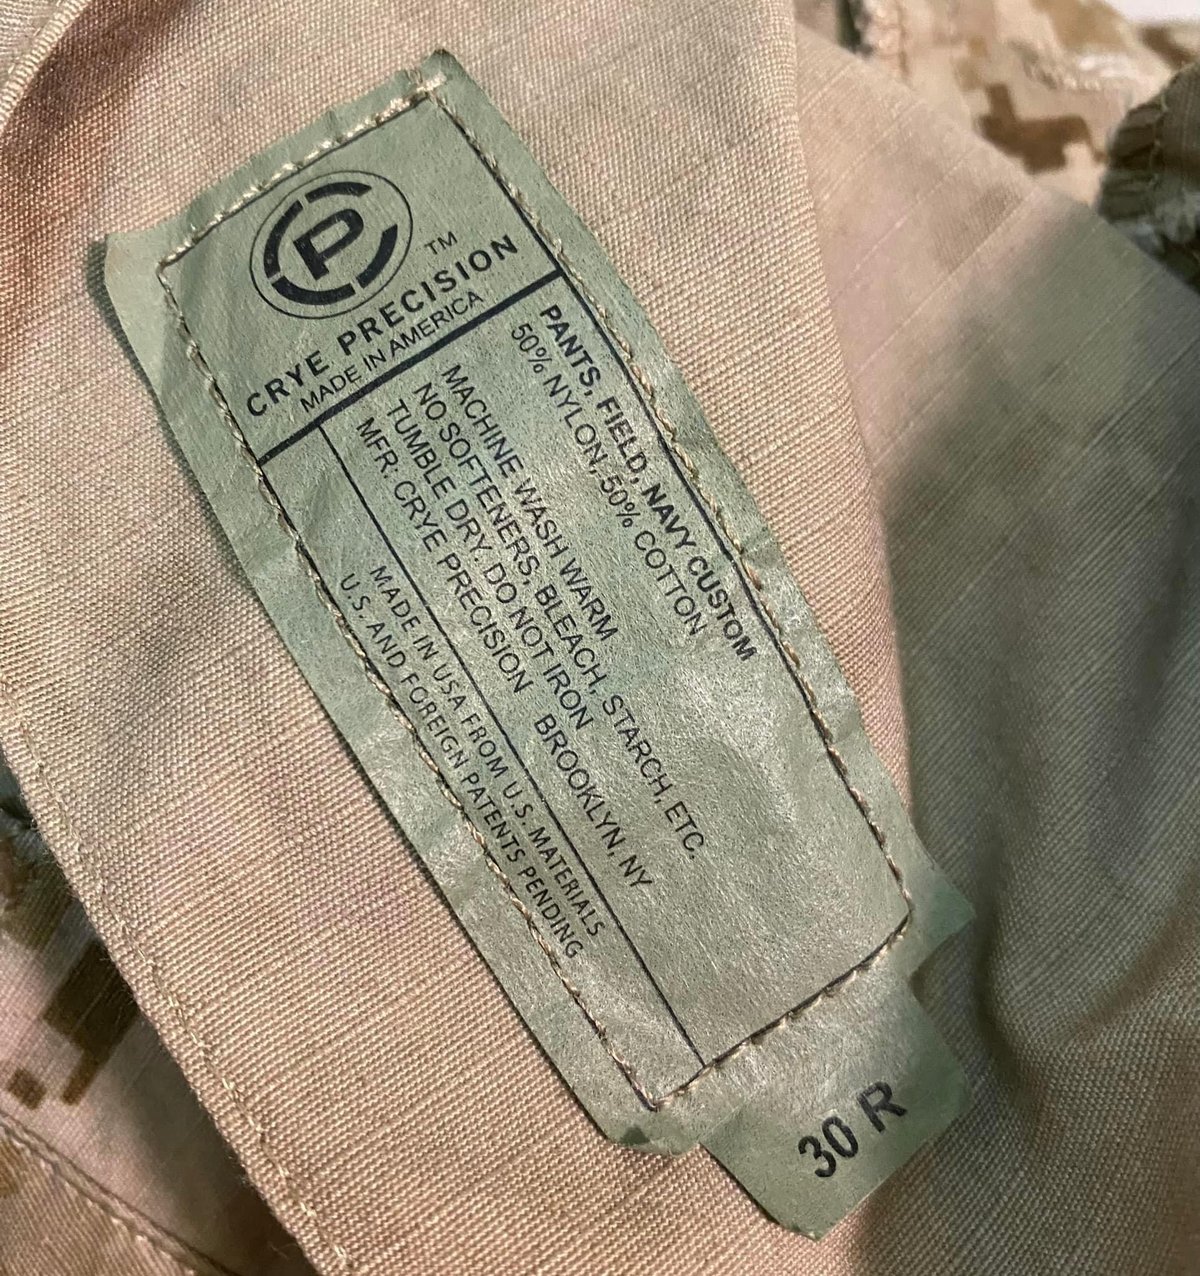 CP
TM
CRYE PRECISION
MADE IN AMERICA
PANTS, FIELD, NAVY CUSTOM
50% NYLON, 50% COTTON
MACHINE WASH WARM
NO SOFTENERS, BLEACH, STARCH, ETC.
TUMBLE DRY. DO NOT IRON
MFR: CRYE PRECISION BROOKLYN, NY
MADE IN USA FROM U.S. MATERIALS
U.S. AND FOREIGN PATENTS PENDING
30 R